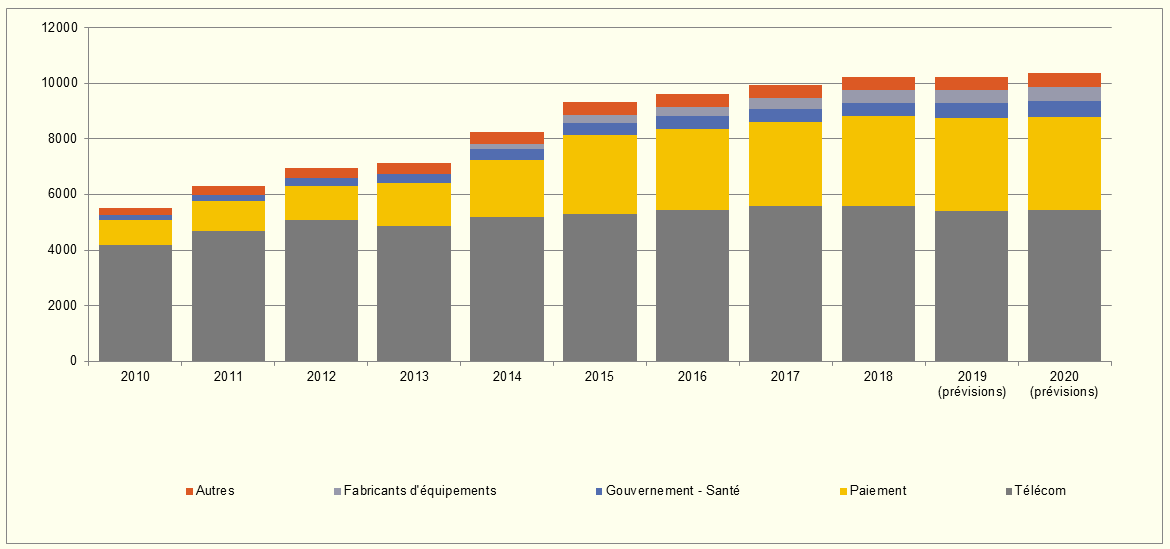 12000
10000
8000
6000
4000
2000
0
2010 2011 2012 2013 2014 2015 2016 2017 2018 2019 2020
(prévisions) (prévisions)
Autres Fabricants d'équipements Gouvernement - Santé Paiement Télécom